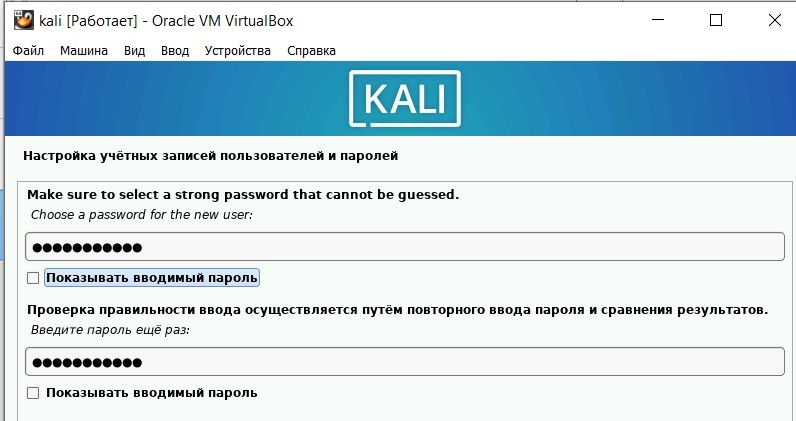 kali [Работает] - Oracle VM VirtualBox
Файл Машина Вид Ввод Устройства Справка
KALI
Настройка учётных записей пользователей и паролей
Make sure to select a strong password that cannot be guessed.
Choose a password for the new user:
●●●●●●●●●●●
Показывать вводимый пароль
Проверка правильности ввода осуществляется путём повторного ввода пароля и сравнения результатов.
Введите пароль ещё раз:
●●●●●●●●●●●
Показывать вводимый пароль